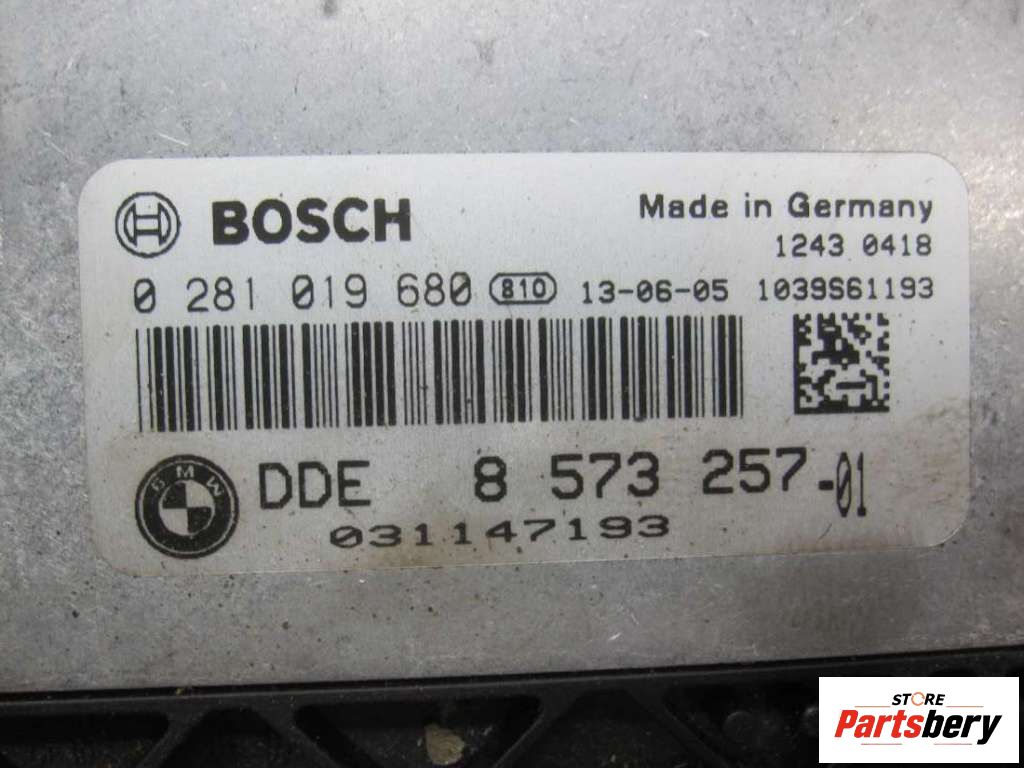 BOSCH
Made in Germany
1243 0418
0 281 019 680 810 13-06-05 1039S61193
BMW
DDE 8 573 257-01
031147193
STORE
Partsbery